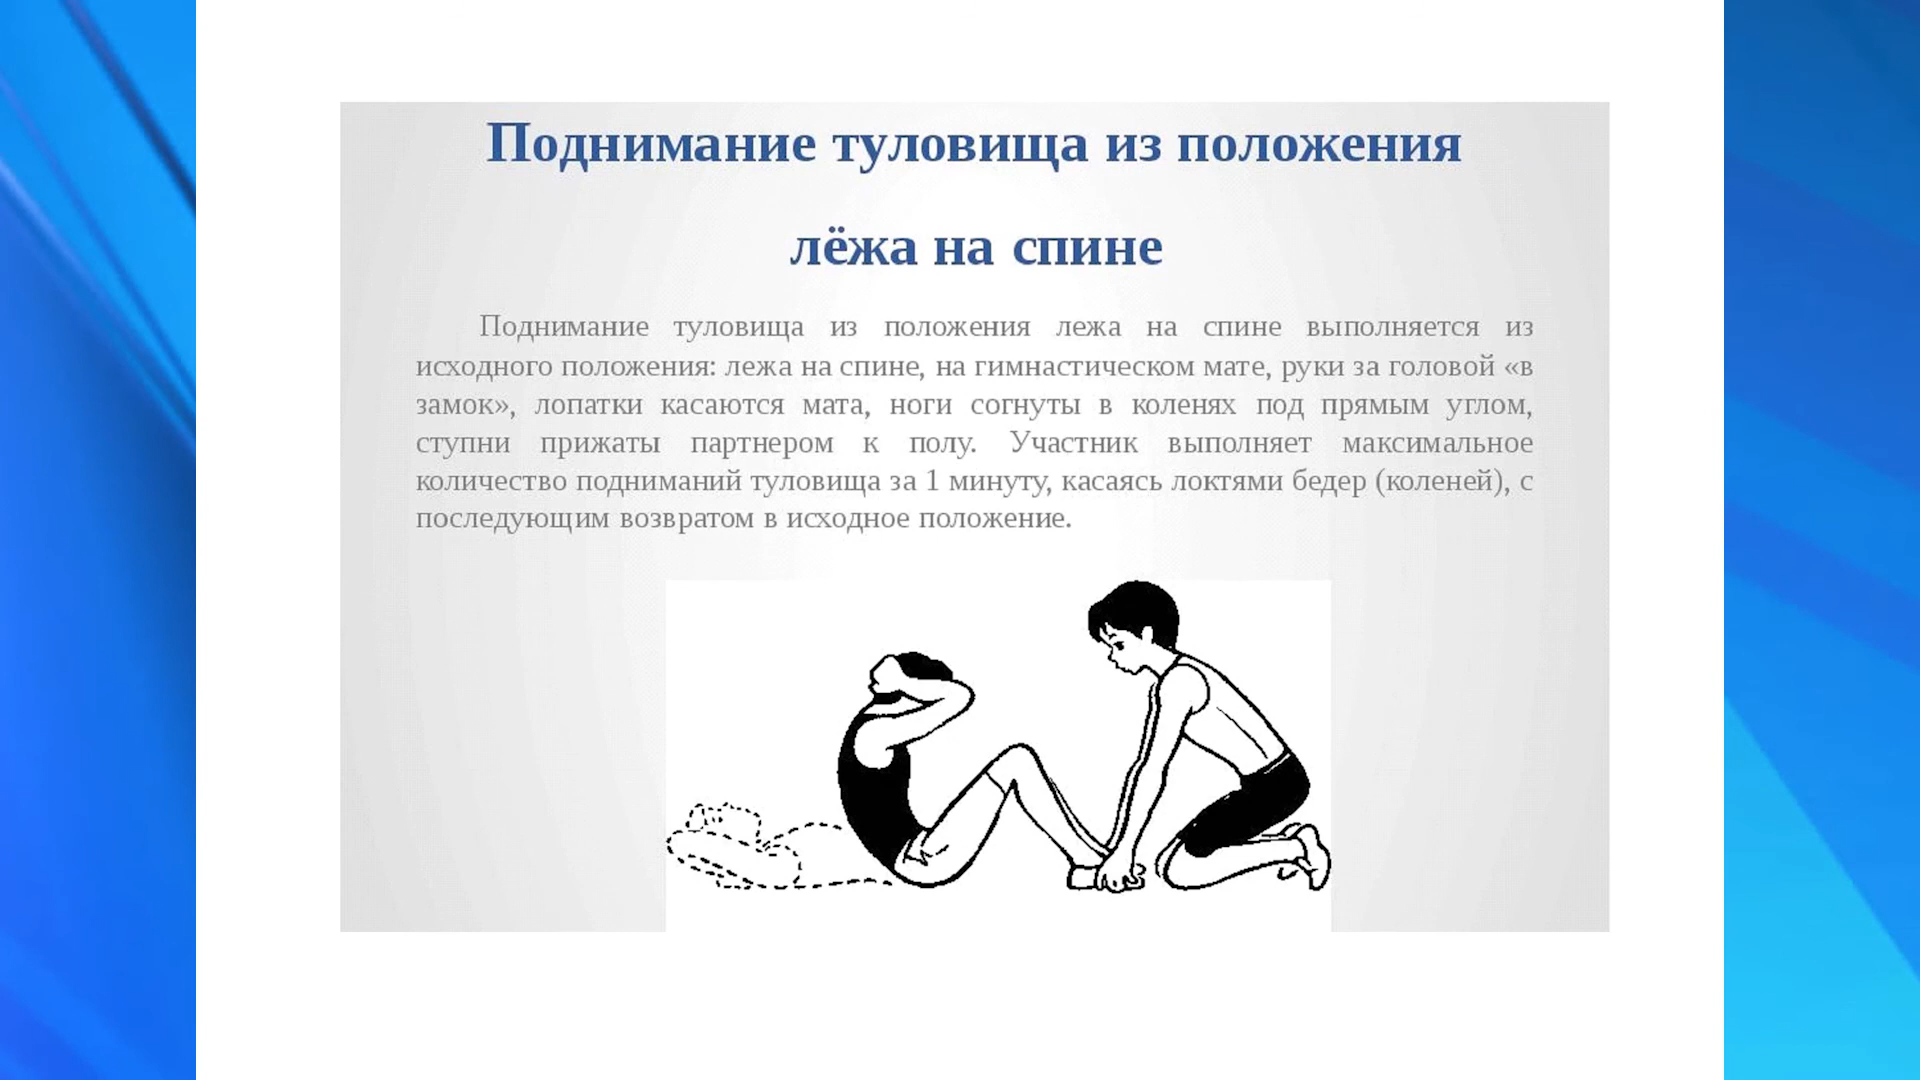 Поднимание туловища из положения
лёжа на спине
Поднимание туловища из положения лежа на спине выполняется из
исходного положения: лежа на спине, на гимнастическом мате, руки за головой «в
замок», лопатки касаются мата, ноги согнуты в коленях под прямым углом,
ступни прижаты партнером к полу. Участник выполняет максимальное
количество подниманий туловища за 1 минуту, касаясь локтями бедер (коленей), с
последующим возвратом в исходное положение.